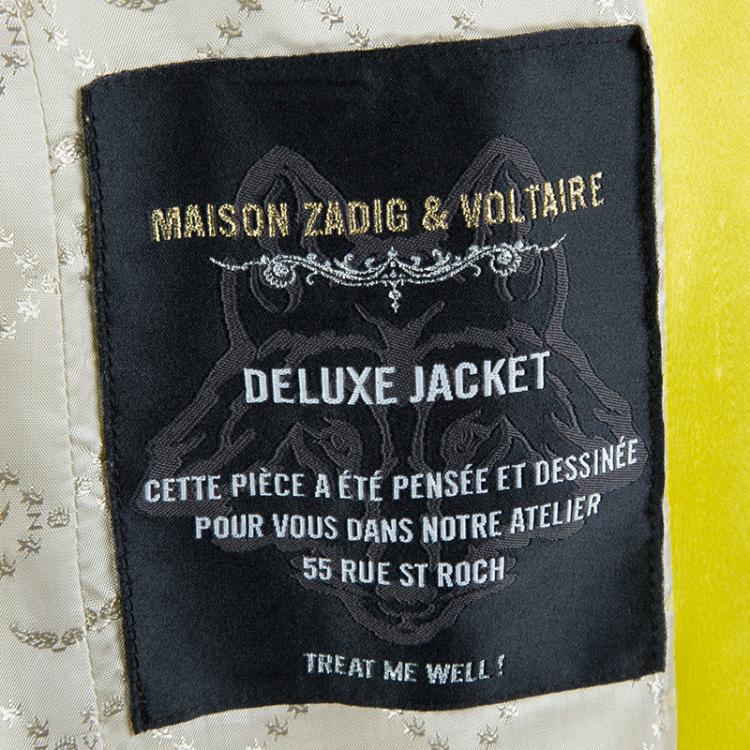 MAISON ZADIG & VOLTAIRE
DELUXE JACKET
CETTE PIÈCE A ÉTÉ PENSÉE ET DESSINÉE
POUR VOUS DANS NOTRE ATELIER
55 RUE ST ROCH
TREAT ME WELL !